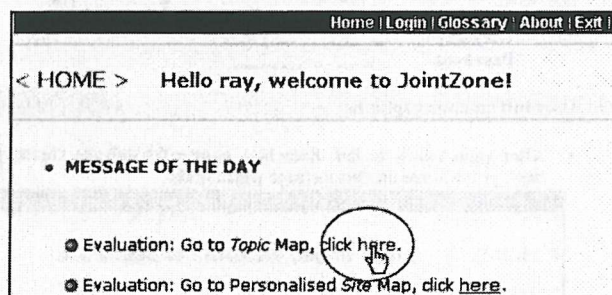 Home | Login | Glossary | About | Exit |
< HOME > Hello ray, welcome to JointZone!
• MESSAGE OF THE DAY
Evaluation: Go to Topic Map, click here.
Evaluation: Go to Personalised Site Map, click here.